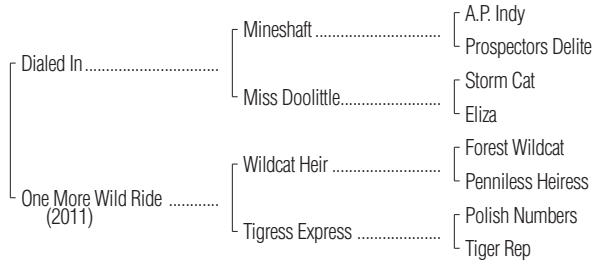 A.P. Indy
Mineshaft
Prospectors Delite
Dialed In
Storm Cat
Miss Doolittle
Eliza
Forest Wildcat
Wildcat Heir
Penniless Heiress
One More Wild Ride
(2011)
Polish Numbers
Tigress Express
Tiger Rep